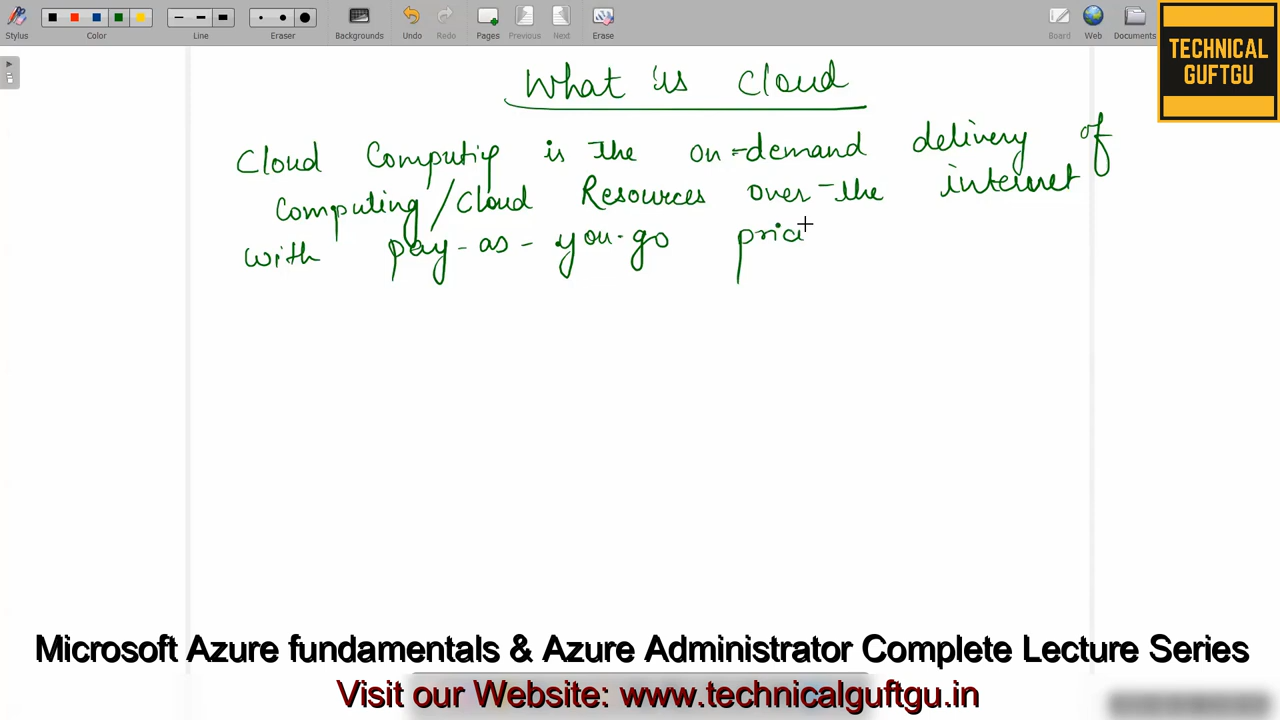 Stylus Color Line Eraser Backgrounds Undo Redo Pages Previous Next Erase Board Web Documents
TECHNICAL
GUFTGU
What is Cloud
Cloud Computig is the on-demand delivery of
Computing/Cloud Resources over the internet
with pay-as-you-go prici
Microsoft Azure fundamentals & Azure Administrator Complete Lecture Series
Visit our Website: www.technicalguftgu.in